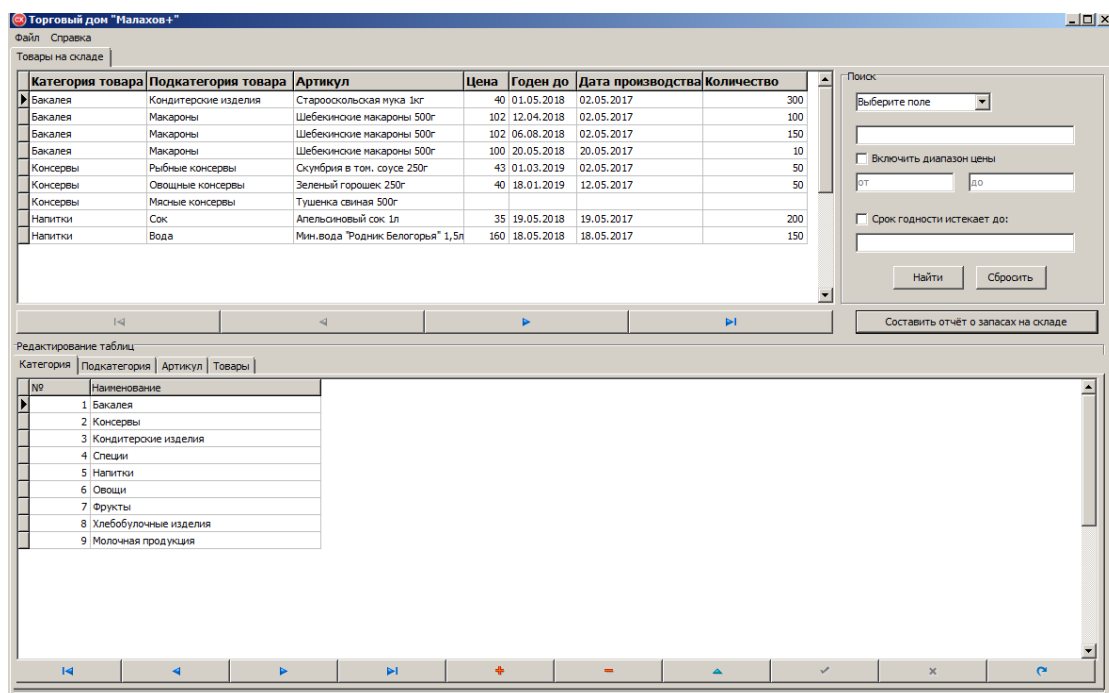 Торговый дом "Малахов+"
Файл Справка
Товары на складе
Категория товара Подкатегория товара Артикул Цена Годен до Дата производства Количество
Бакалея Кондитерские изделия Старооскольская мука 1кг 40 01.05.2018 02.05.2017 300
Бакалея Макароны Шебекинские макароны 500г 102 12.04.2018 02.05.2017 100
Бакалея Макароны Шебекинские макароны 500г 102 06.08.2018 02.05.2017 150
Бакалея Макароны Шебекинские макароны 500г 100 20.05.2018 20.05.2017 10
Консервы Рыбные консервы Скумбрия в том. соусе 250г 43 01.03.2019 02.05.2017 50
Консервы Овощные консервы Зеленый горошек 250г 40 18.01.2019 12.05.2017 50
Консервы Мясные консервы Тушенка свиная 500г
Напитки Сок Апельсиновый сок 1л 35 19.05.2018 19.05.2017 200
Напитки Вода Мин.вода "Родник Белогорья" 1,5л 160 18.05.2018 18.05.2017 150
Поиск
Выберите поле
Включить диапазон цены
от до
Срок годности истекает до:
Найти Сбросить
Составить отчёт о запасах на складе
Редактирование таблиц
Категория Подкатегория Артикул Товары
№ Наименование
1 Бакалея
2 Консервы
3 Кондитерские изделия
4 Специи
5 Напитки
6 Овощи
7 Фрукты
8 Хлебобулочные изделия
9 Молочная продукция